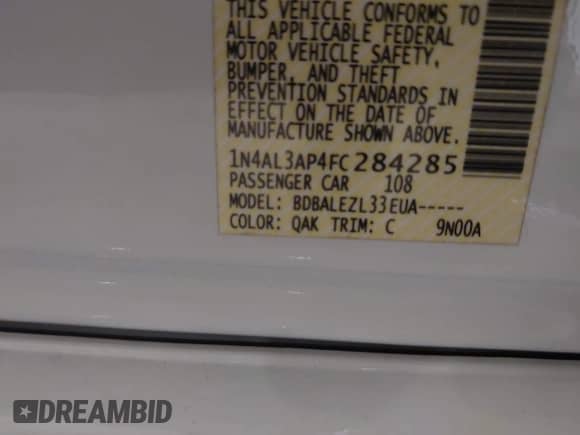 THIS VEHICLE CONFORMS TO
ALL APPLICABLE FEDERAL
MOTOR VEHICLE SAFETY,
BUMPER, AND THEFT
PREVENTION STANDARDS IN
EFFECT ON THE DATE OF
MANUFACTURE SHOWN ABOVE.
1N4AL3AP4FC284285
PASSENGER CAR 108
MODEL: BDBALEZL33EUA-----
COLOR: QAK TRIM: C 9N00A
DREAMBID